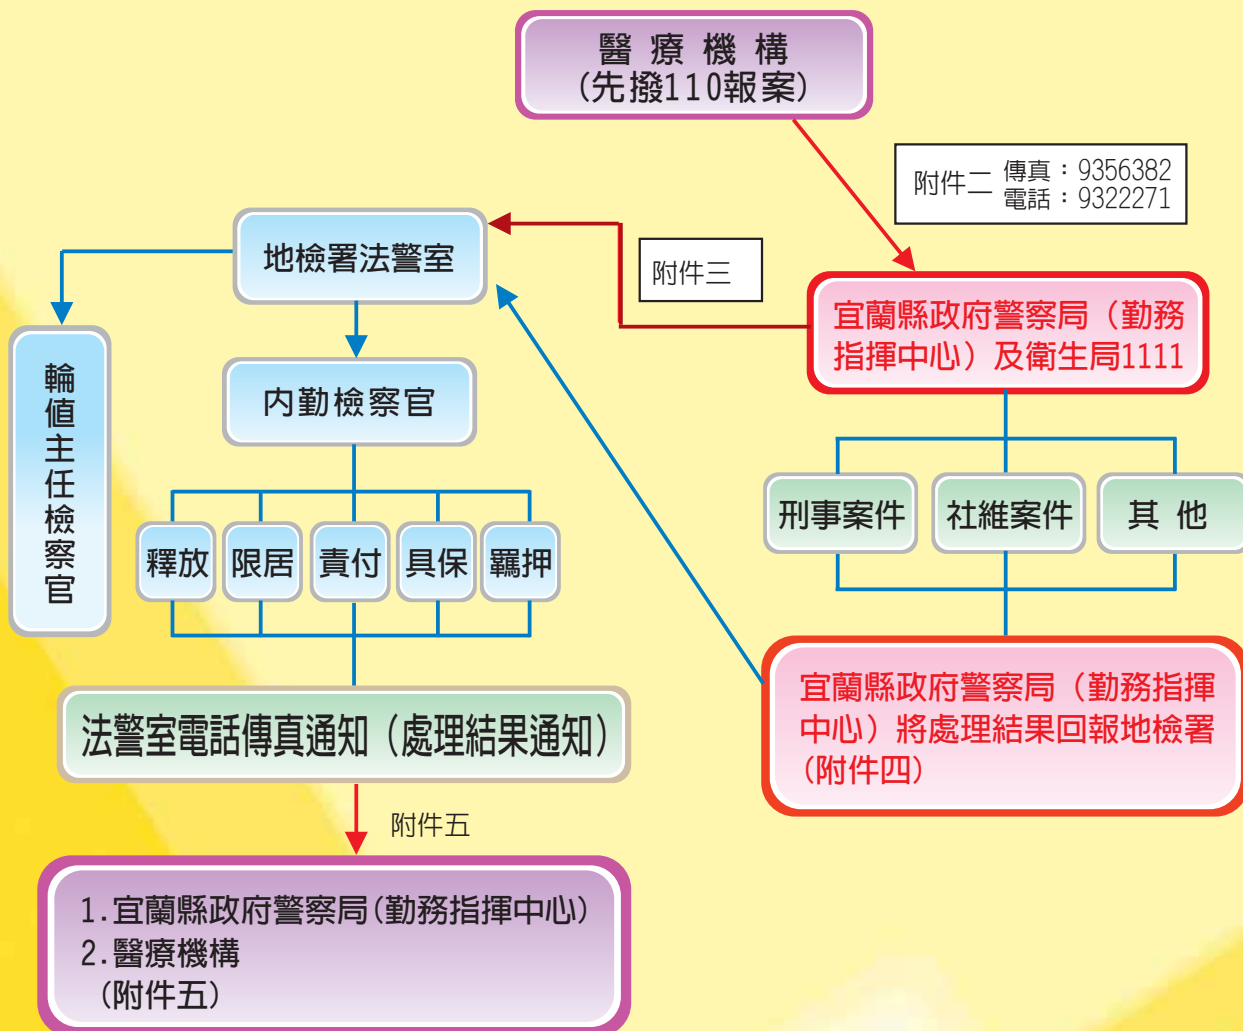 醫療機構
(先撥110報案)
附件二
傳真：9356382
電話：9322271
地檢署法警室
附件三
宜蘭縣政府警察局（勤務
指揮中心）及衛生局1111
輪值主任檢察官
內勤檢察官
刑事案件
社維案件
其他
釋放
限居
責付
具保
羈押
宜蘭縣政府警察局（勤務指揮
中心）將處理結果回報地檢署
(附件四)
法警室電話傳真通知（處理結果通知）
附件五
1.宜蘭縣政府警察局(勤務指揮中心)
2.醫療機構
(附件五)